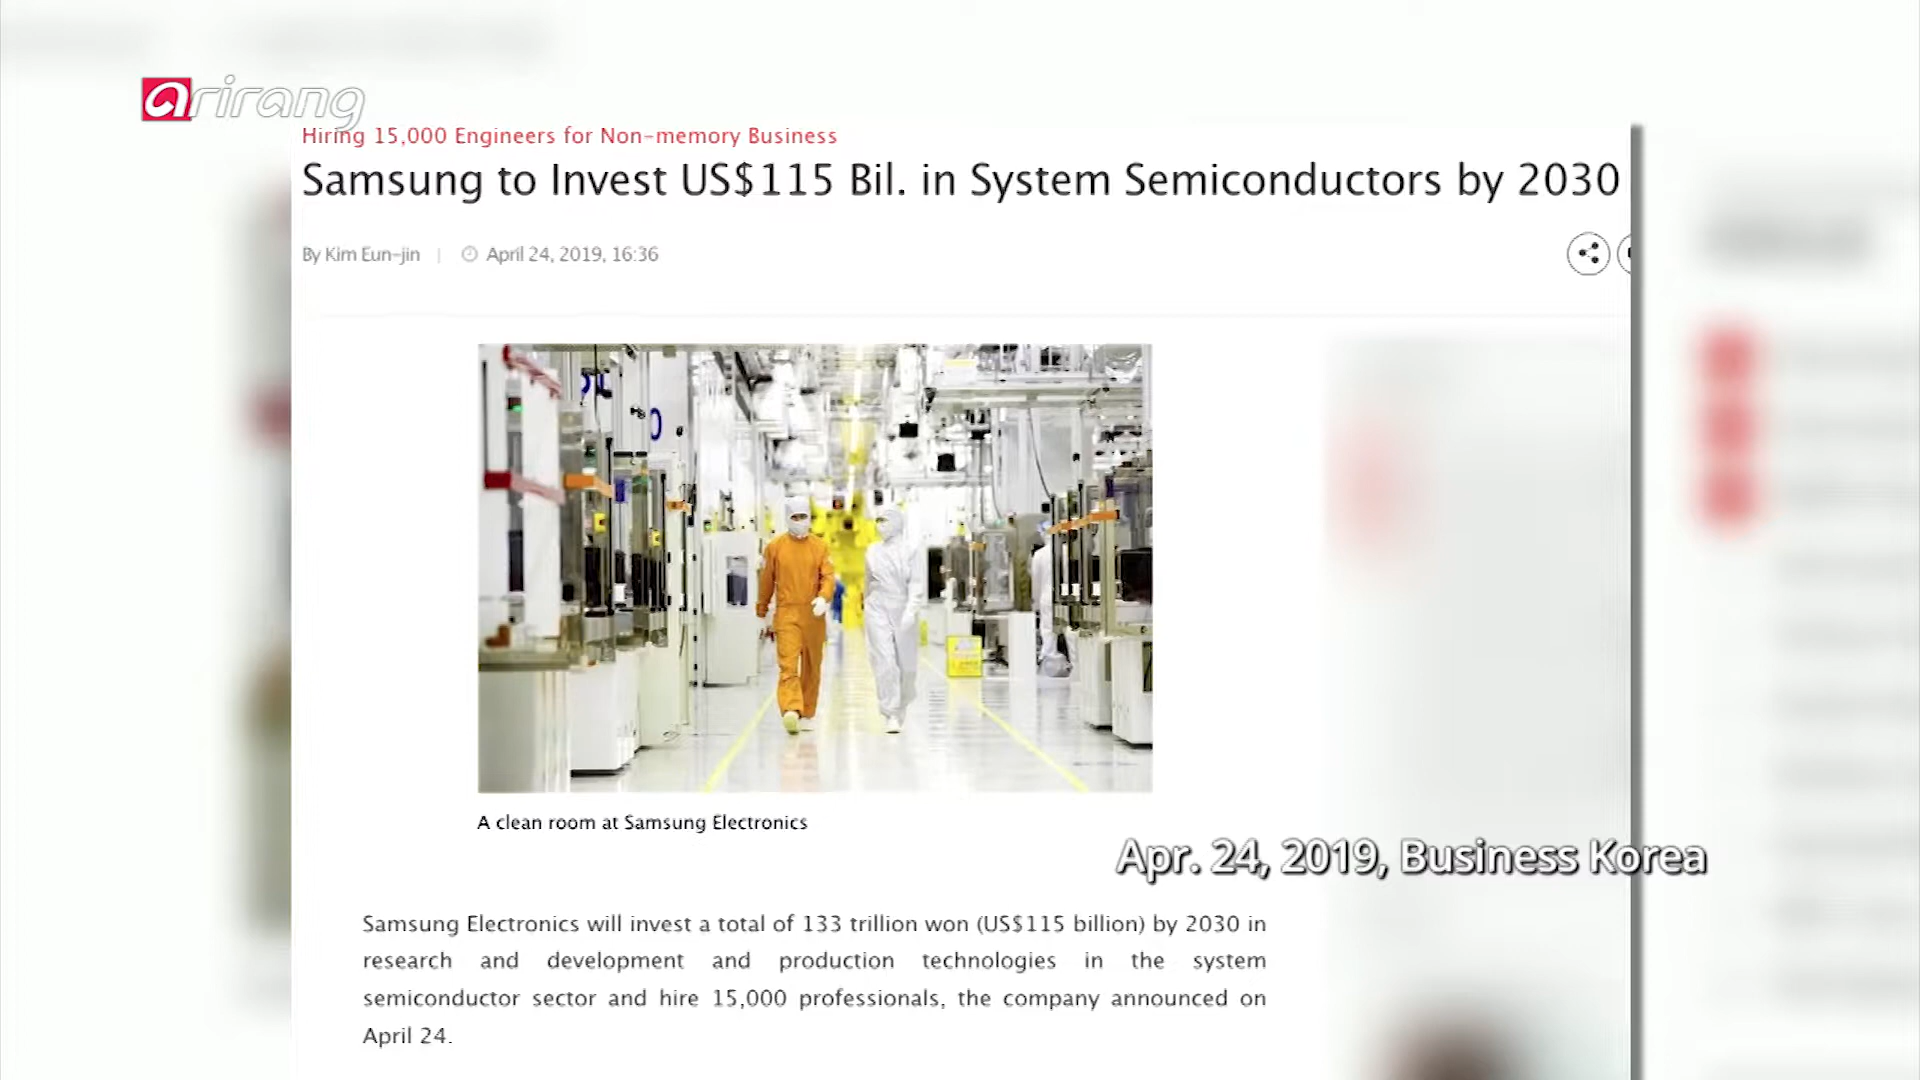 arirang
Hiring 15,000 Engineers for Non-memory Business
Samsung to Invest US$115 Bil. in System Semiconductors by 2030
By Kim Eun-jin | April 24, 2019, 16:36
A clean room at Samsung Electronics
Apr. 24, 2019, Business Korea
Samsung Electronics will invest a total of 133 trillion won (US$115 billion) by 2030 in
research and development and production technologies in the system
semiconductor sector and hire 15,000 professionals, the company announced on
April 24.